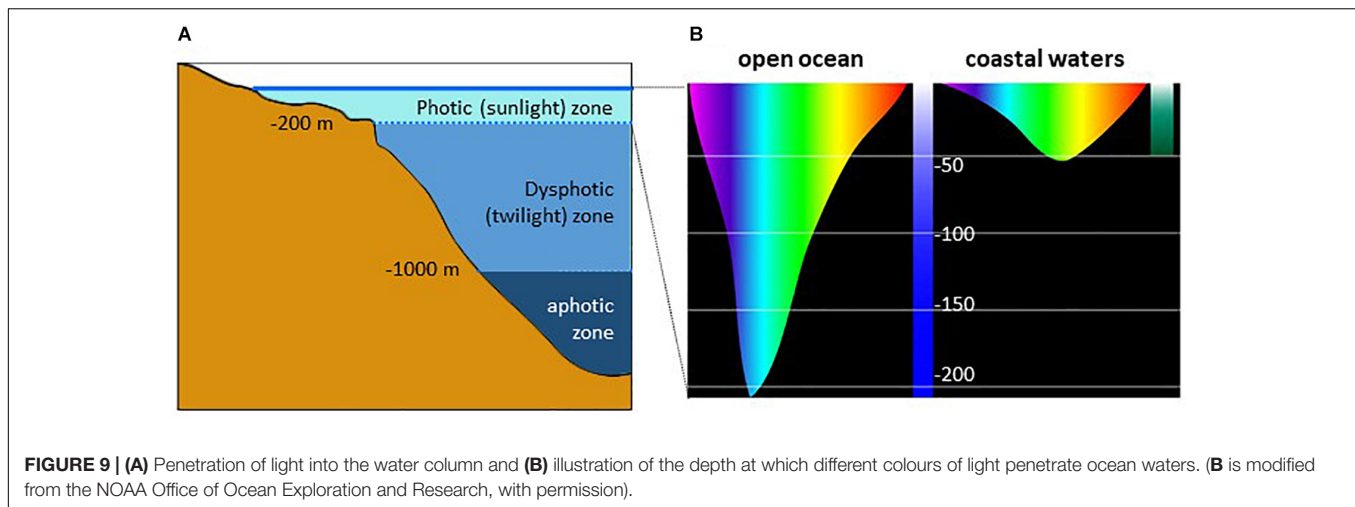 A
Photic (sunlight) zone
-200 m
Dysphotic
(twilight) zone
-1000 m
aphotic
zone
B
open ocean
coastal waters
-50
-100
-150
-200
FIGURE 9 | (A) Penetration of light into the water column and (B) illustration of the depth at which different colours of light penetrate ocean waters. (B is modified
from the NOAA Office of Ocean Exploration and Research, with permission).